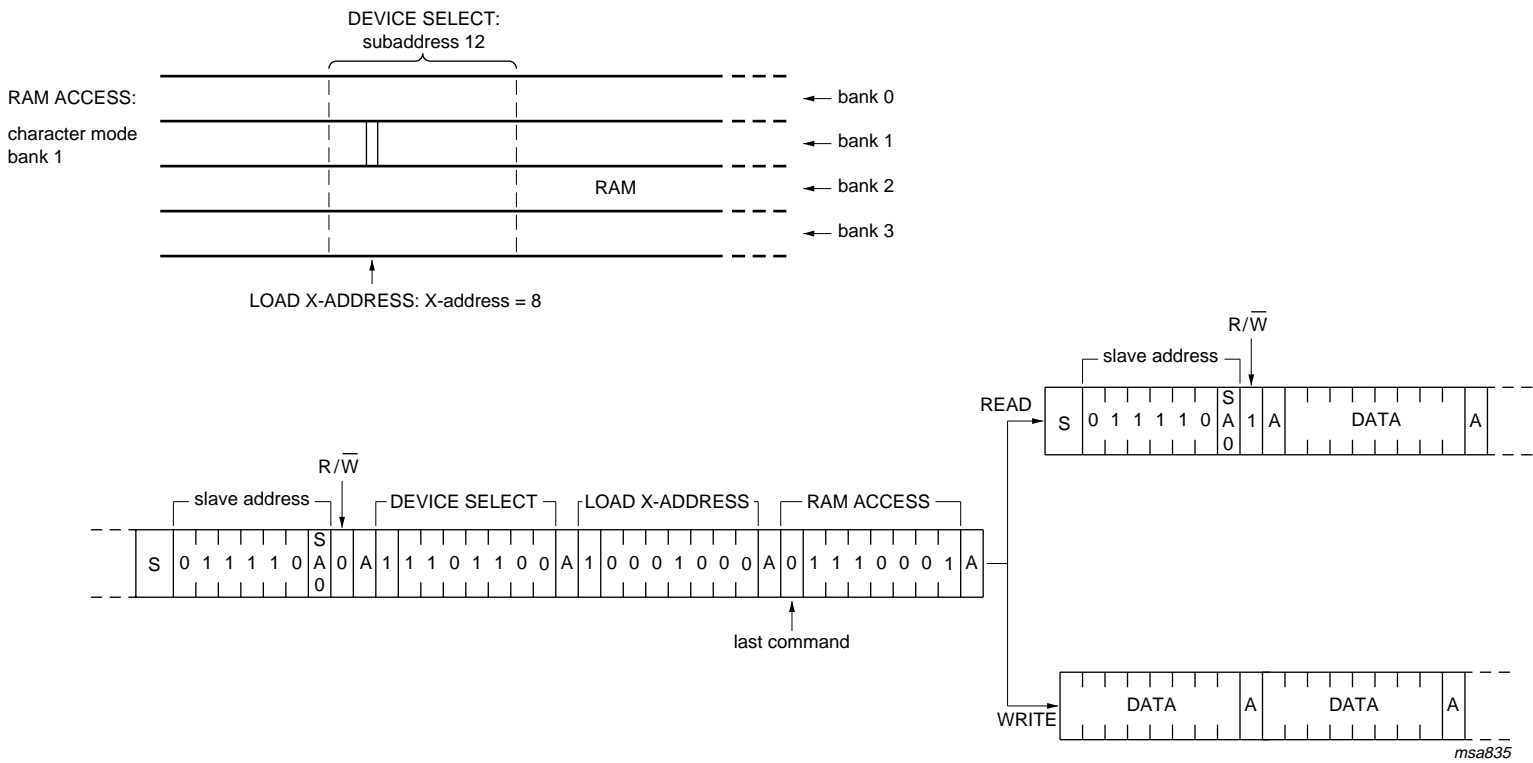 DEVICE SELECT:
subaddress 12
RAM ACCESS:
bank 0
character mode
bank 1
bank 1
RAM
bank 2
bank 3
LOAD X-ADDRESS: X-address = 8
R/W̅
slave address
READ
S 0 1 1 1 1 0 SA0 1 A DATA A
R/W̅
slave address DEVICE SELECT LOAD X-ADDRESS RAM ACCESS
S 0 1 1 1 1 0 SA0 0 A 1 1 1 0 1 1 0 0 A 1 0 0 0 1 0 0 0 A 0 1 1 1 0 0 0 1 A
last command
WRITE
DATA A DATA A
msa835